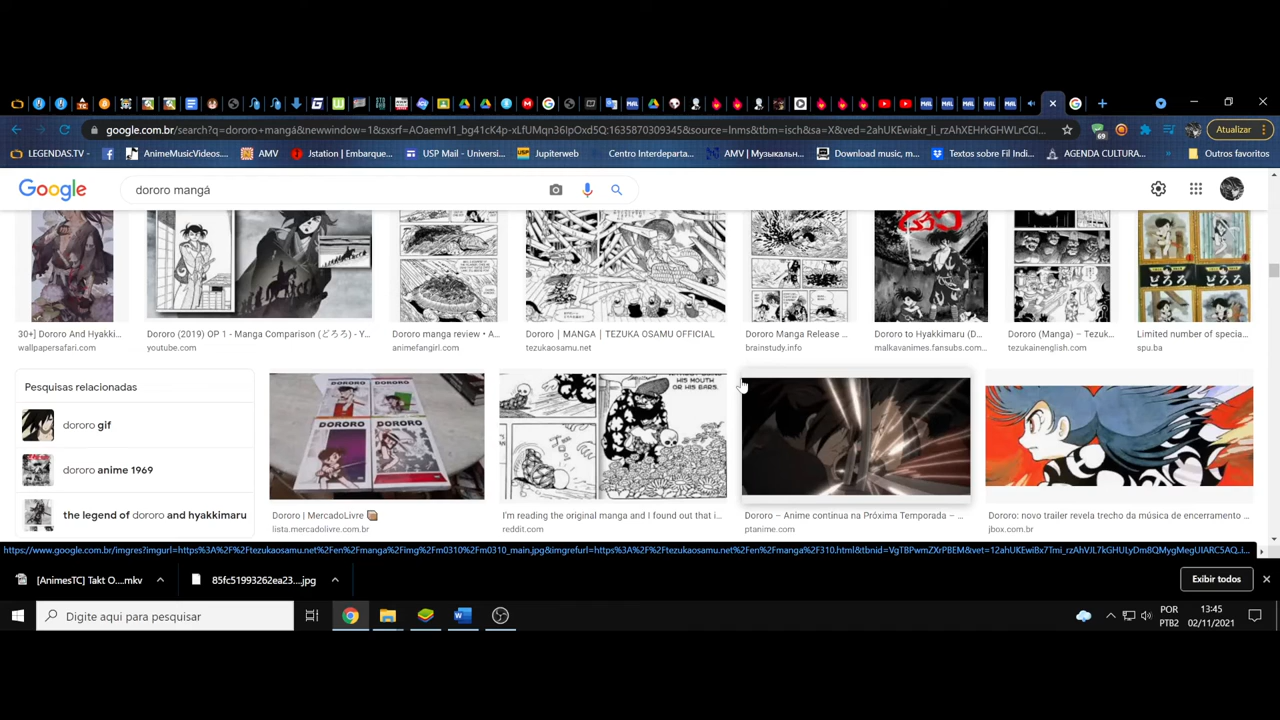 google.com.br/search?q=dororo+mangá&newwindow=1&sxsrf=AOaemvI1_bg41cK4p-xLfUMqn36IpOxd5Q:1635870309345&source=lnms&tbm=isch&sa=X&ved=2ahUKEwiakr_li_rzAhXEHrkGHWLrCGI...
Atualizar
LEGENDAS.TV -
AnimeMusicVideos....
AMV
Jstation | Embarque...
USP Mail - Universi...
Jupiterweb
Centro Interdeparta...
AMV | Музыкальн...
Download music, m...
Textos sobre Fil Indi...
AGENDA CULTURA...
»
Outros favoritos
Google
dororo mangá
30+] Dororo And Hyakki...
wallpapersafari.com
Dororo (2019) OP 1 - Manga Comparison (どろろ) - Y...
youtube.com
Dororo manga review • A...
animefangirl.com
Dororo | MANGA | TEZUKA OSAMU OFFICIAL
tezukaosamu.net
Dororo Manga Release ...
brainstudy.info
Dororo to Hyakkimaru (D...
malkavanimes.fansubs.com...
Dororo (Manga) – Tezuk...
tezukainenglish.com
Limited number of specia...
spu.ba
Pesquisas relacionadas
dororo gif
dororo anime 1969
the legend of dororo and hyakkimaru
DORORO
DORORO
Dororo | MercadoLivre
lista.mercadolivre.com.br
HIS MOUTH
OR HIS EARS.
I'm reading the original manga and I found out that i...
reddit.com
Dororo – Anime continua na Próxima Temporada – ...
ptanime.com
Dororo: novo trailer revela trecho da música de encerramento ...
jbox.com.br
[AnimesTC] Takt O....mkv
85fc51993262ea23....jpg
Exibir todos
Digite aqui para pesquisar
POR
PTB2
13:45
02/11/2021